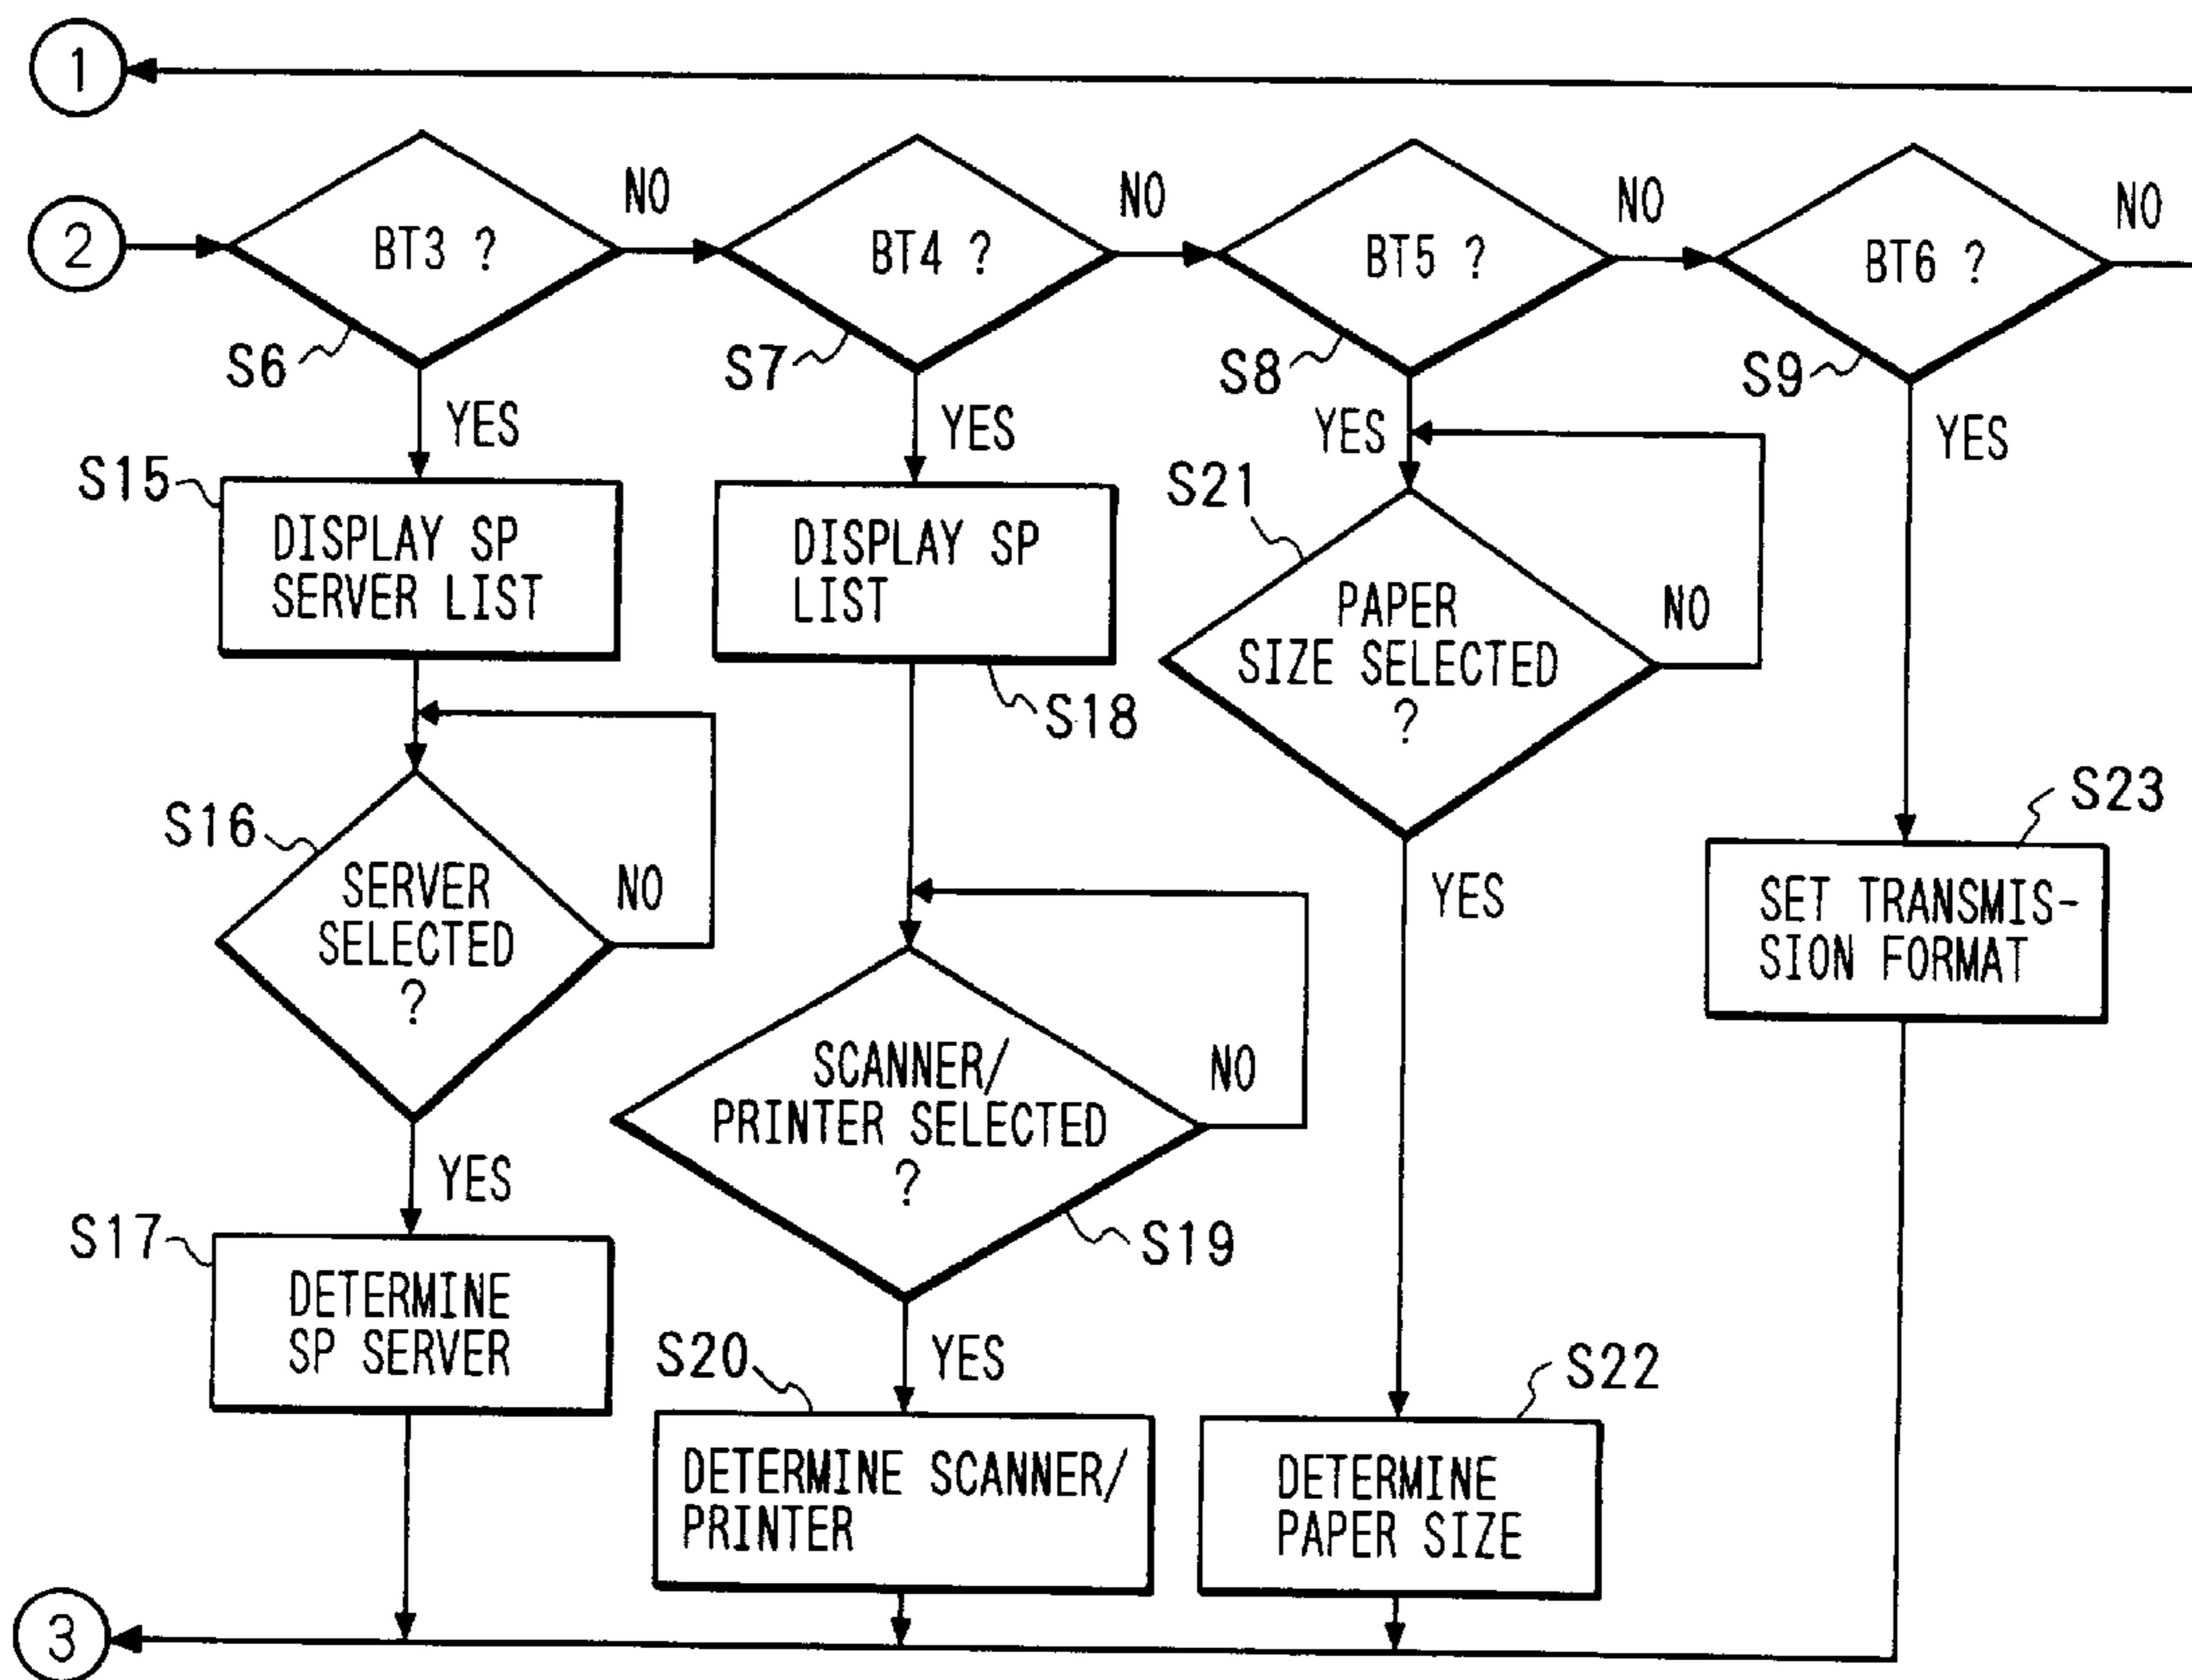 1
2
BT3 ?
NO
BT4 ?
NO
BT5 ?
NO
BT6 ?
NO
S6
S7
S8
S9
YES
YES
YES
YES
S15
DISPLAY SP
SERVER LIST
DISPLAY SP
LIST
S18
S21
PAPER
SIZE SELECTED
?
NO
YES
S16
SERVER
SELECTED
?
NO
YES
SCANNER/
PRINTER SELECTED
?
NO
S19
YES
S23
SET TRANSMIS-
SION FORMAT
S17
DETERMINE
SP SERVER
S20
DETERMINE SCANNER/
PRINTER
S22
DETERMINE
PAPER SIZE
3